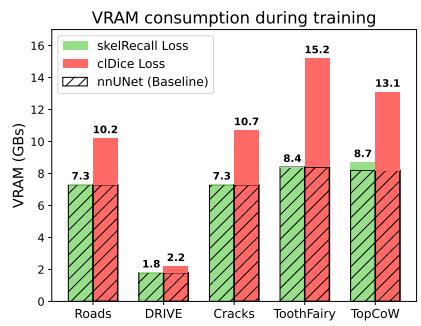 VRAM consumption during training
skelRecall Loss
clDice Loss
nnUNet (Baseline)
VRAM (GBs)
16
14
12
10
8
6
4
2
0
7.3
10.2
1.8
2.2
7.3
10.7
8.4
15.2
8.7
13.1
Roads
DRIVE
Cracks
ToothFairy
TopCoW